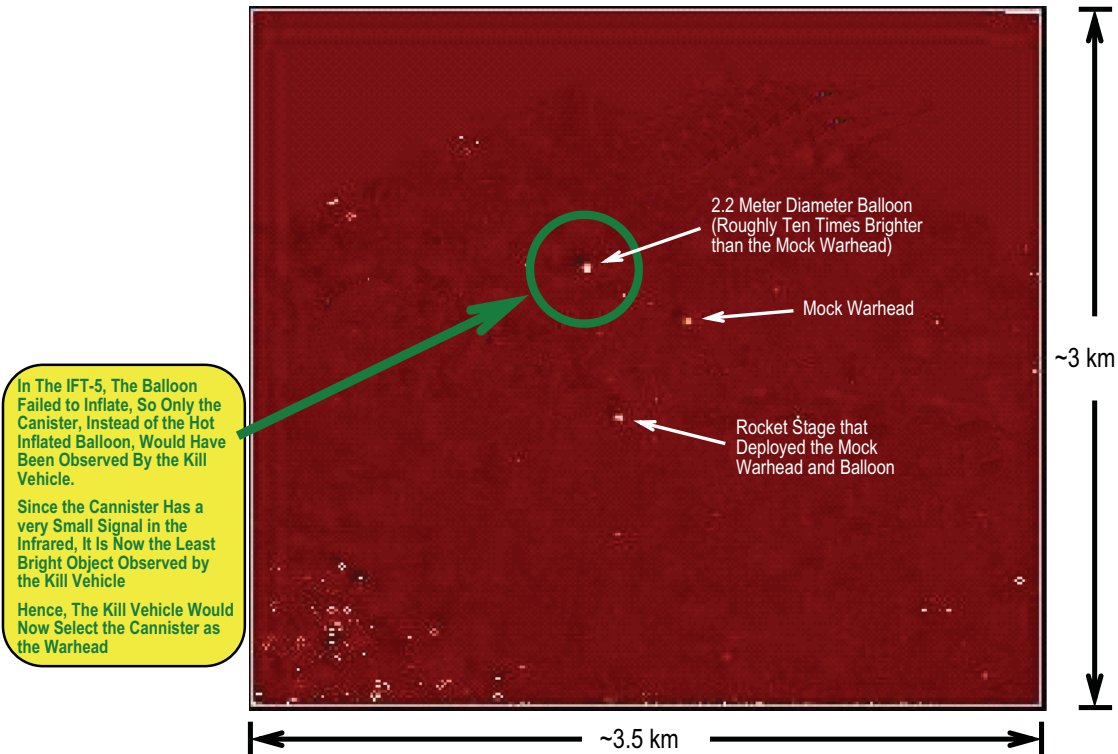 2.2 Meter Diameter Balloon
(Roughly Ten Times Brighter
than the Mock Warhead)
Mock Warhead
~3 km
In The IFT-5, The Balloon
Failed to Inflate, So Only the
Canister, Instead of the Hot
Inflated Balloon, Would Have
Been Observed By the Kill
Vehicle.
Since the Cannister Has a
very Small Signal in the
Infrared, It Is Now the Least
Bright Object Observed by
the Kill Vehicle
Hence, The Kill Vehicle Would
Now Select the Cannister as
the Warhead
Rocket Stage that
Deployed the Mock
Warhead and Balloon
~3.5 km